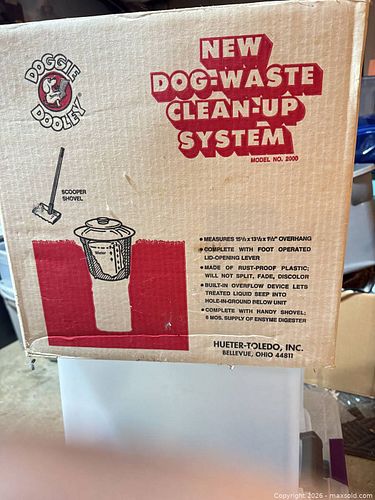 DOGGIE
DOOLEY®
NEW
DOG-WASTE
CLEAN-UP
SYSTEM
MODEL NO. 2000
SCOOPER
SHOVEL
Water
• COMPLETE WITH FOOT OPERATED
LID-OPENING LEVER
• MADE OF RUST-PROOF PLASTIC;
WILL NOT SPLIT, FADE, DISCOLOR
• BUILT-IN OVERFLOW DEVICE LETS
TREATED LIQUID SEEP INTO
HOLE-IN-GROUND BELOW UNIT
• COMPLETE WITH HANDY SHOVEL;
6 MOS. SUPPLY OF ENSYME DIGESTER
HUETER-TOLEDO, INC.
BELLEVUE, OHIO 44811
Copyright © 2026 - maxsold.com